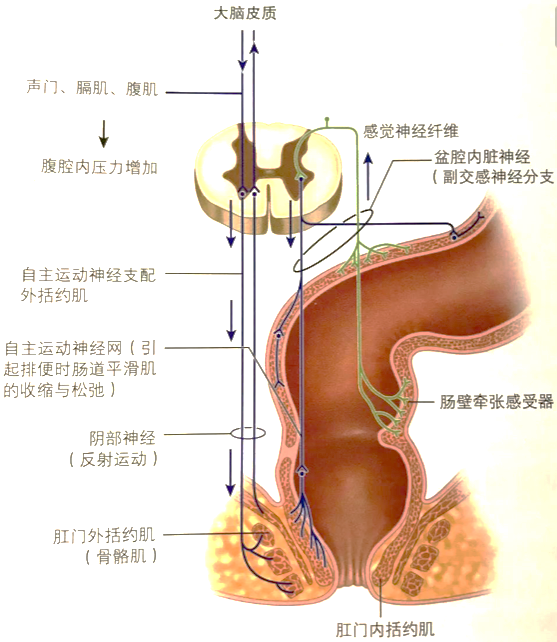 大脑皮质
声门、膈肌、腹肌
腹腔内压力增加
感觉神经纤维
盆腔内脏神经
（副交感神经分支
自主运动神经支配
外括约肌
自主运动神经网（引
起排便时肠道平滑肌
的收缩与松弛）
肠壁牵张感受器
阴部神经
（反射运动）
肛门外括约肌
（骨骼肌）
肛门内括约肌